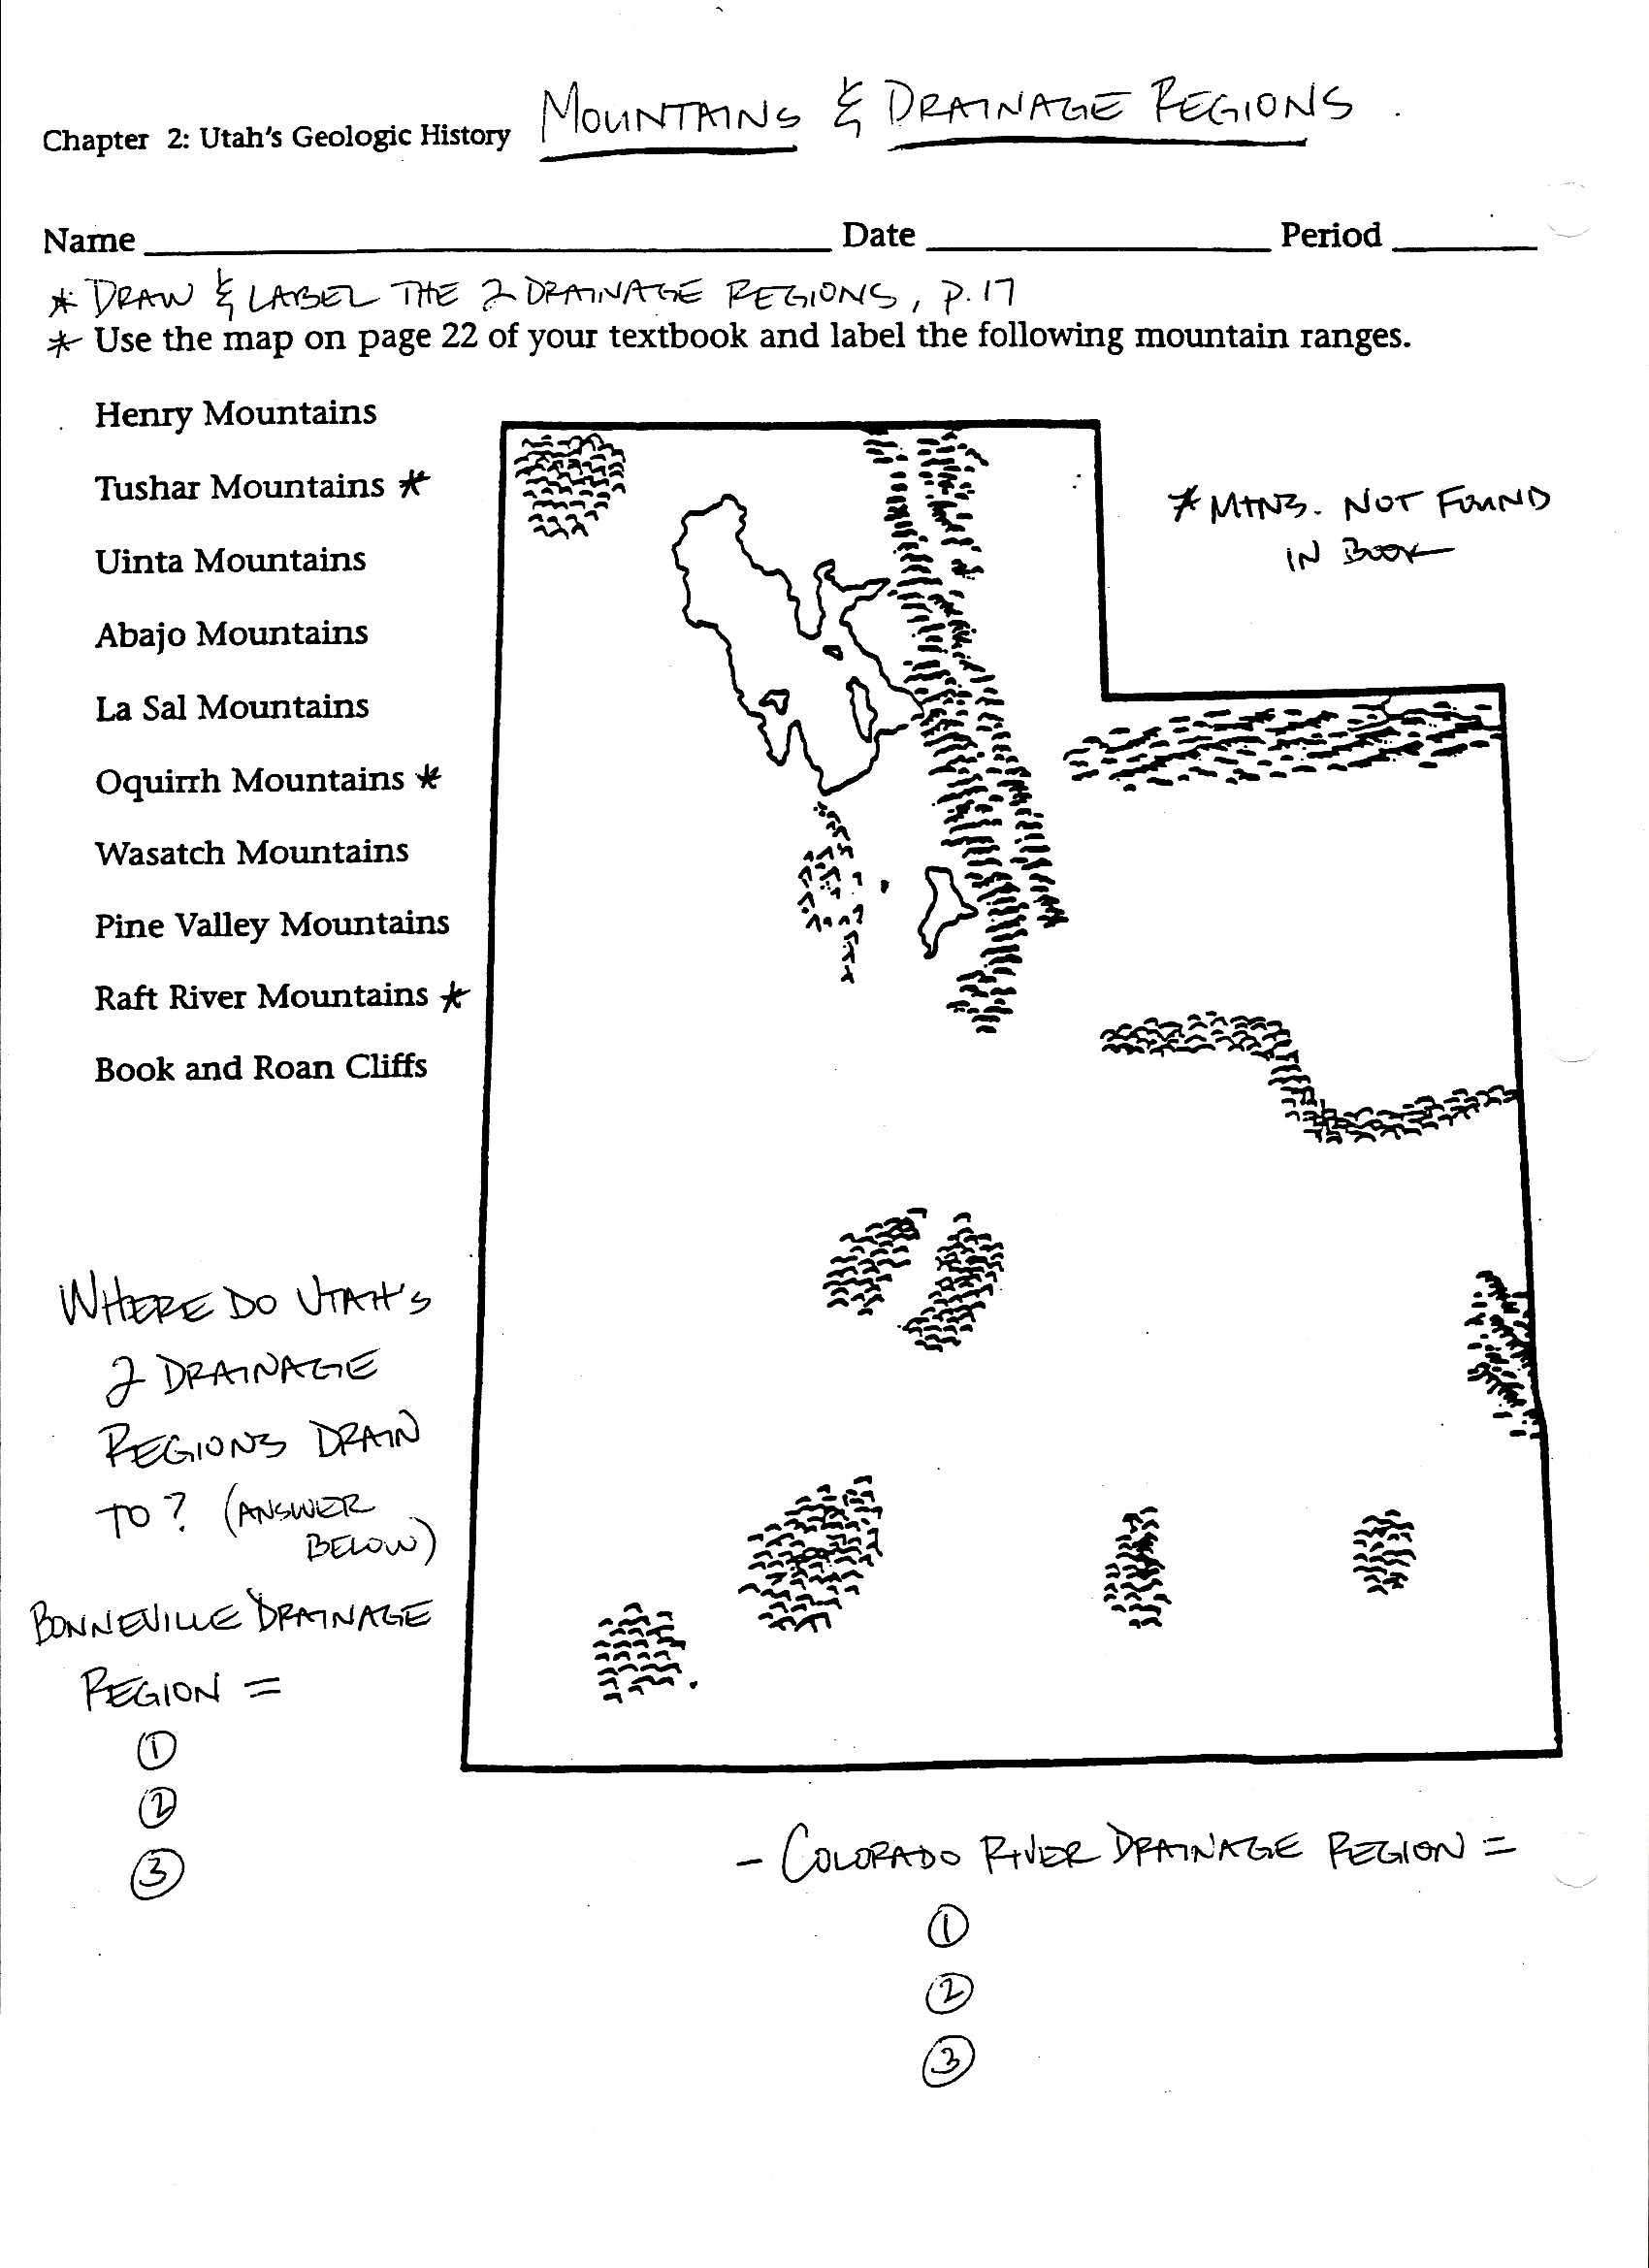 Chapter 2: Utah's Geologic History MOUNTAINS & DRAINAGE REGIONS
Name Date Period
* DRAW & LABEL THE 2 DRAINAGE REGIONS, P. 17
* Use the map on page 22 of your textbook and label the following mountain ranges.
Henry Mountains
Tushar Mountains *
Uinta Mountains
Abajo Mountains
La Sal Mountains
Oquirrh Mountains *
Wasatch Mountains
Pine Valley Mountains
Raft River Mountains *
Book and Roan Cliffs
* MTNS. NOT FOUND
IN BOOK
WHERE DO UTAH'S
2 DRAINAGE
REGIONS DRAIN
TO? (ANSWER
BELOW)
BONNEVILLE DRAINAGE
REGION =
①
②
③
- COLORADO RIVER DRAINAGE REGION =
①
②
③